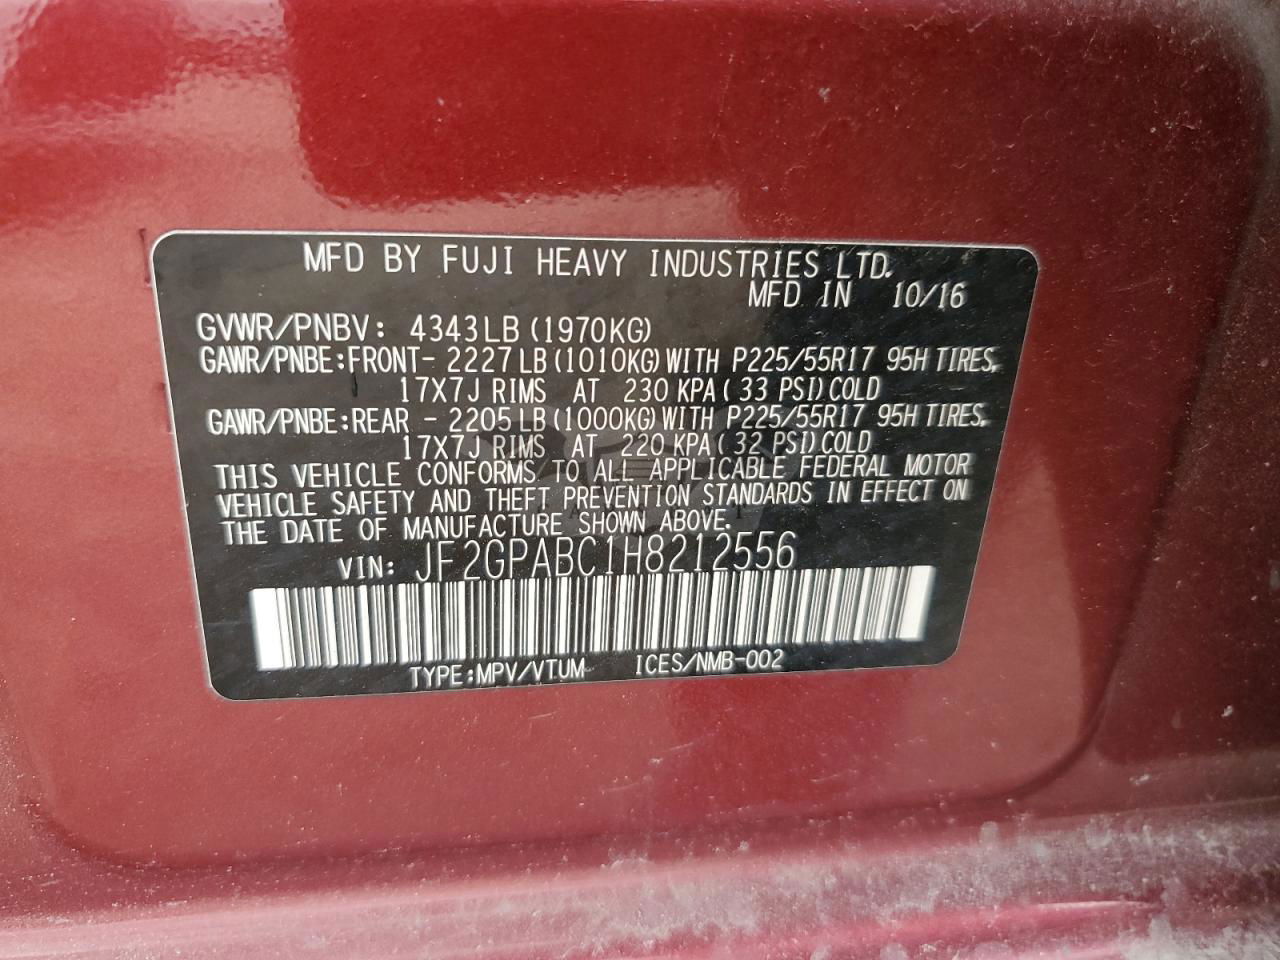 MFD BY FUJI HEAVY INDUSTRIES LTD.
MFD IN 10/16
GVWR/PNBV: 4343LB (1970KG)
GAWR/PNBE:FRONT- 2227LB (1010KG) WITH P225/55R17 95H TIRES,
17X7J RIMS AT 230 KPA ( 33 PSI) COLD
GAWR/PNBE:REAR - 2205LB (1000KG) WITH P225/55R17 95H TIRES,
17X7J RIMS AT 220 KPA ( 32 PSI) COLD
THIS VEHICLE CONFORMS TO ALL APPLICABLE FEDERAL MOTOR
VEHICLE SAFETY AND THEFT PREVENTION STANDARDS IN EFFECT ON
THE DATE OF MANUFACTURE SHOWN ABOVE.
VIN: JF2GPABC1H8212556
TYPE:MPV/VTUM ICES/NMB-002